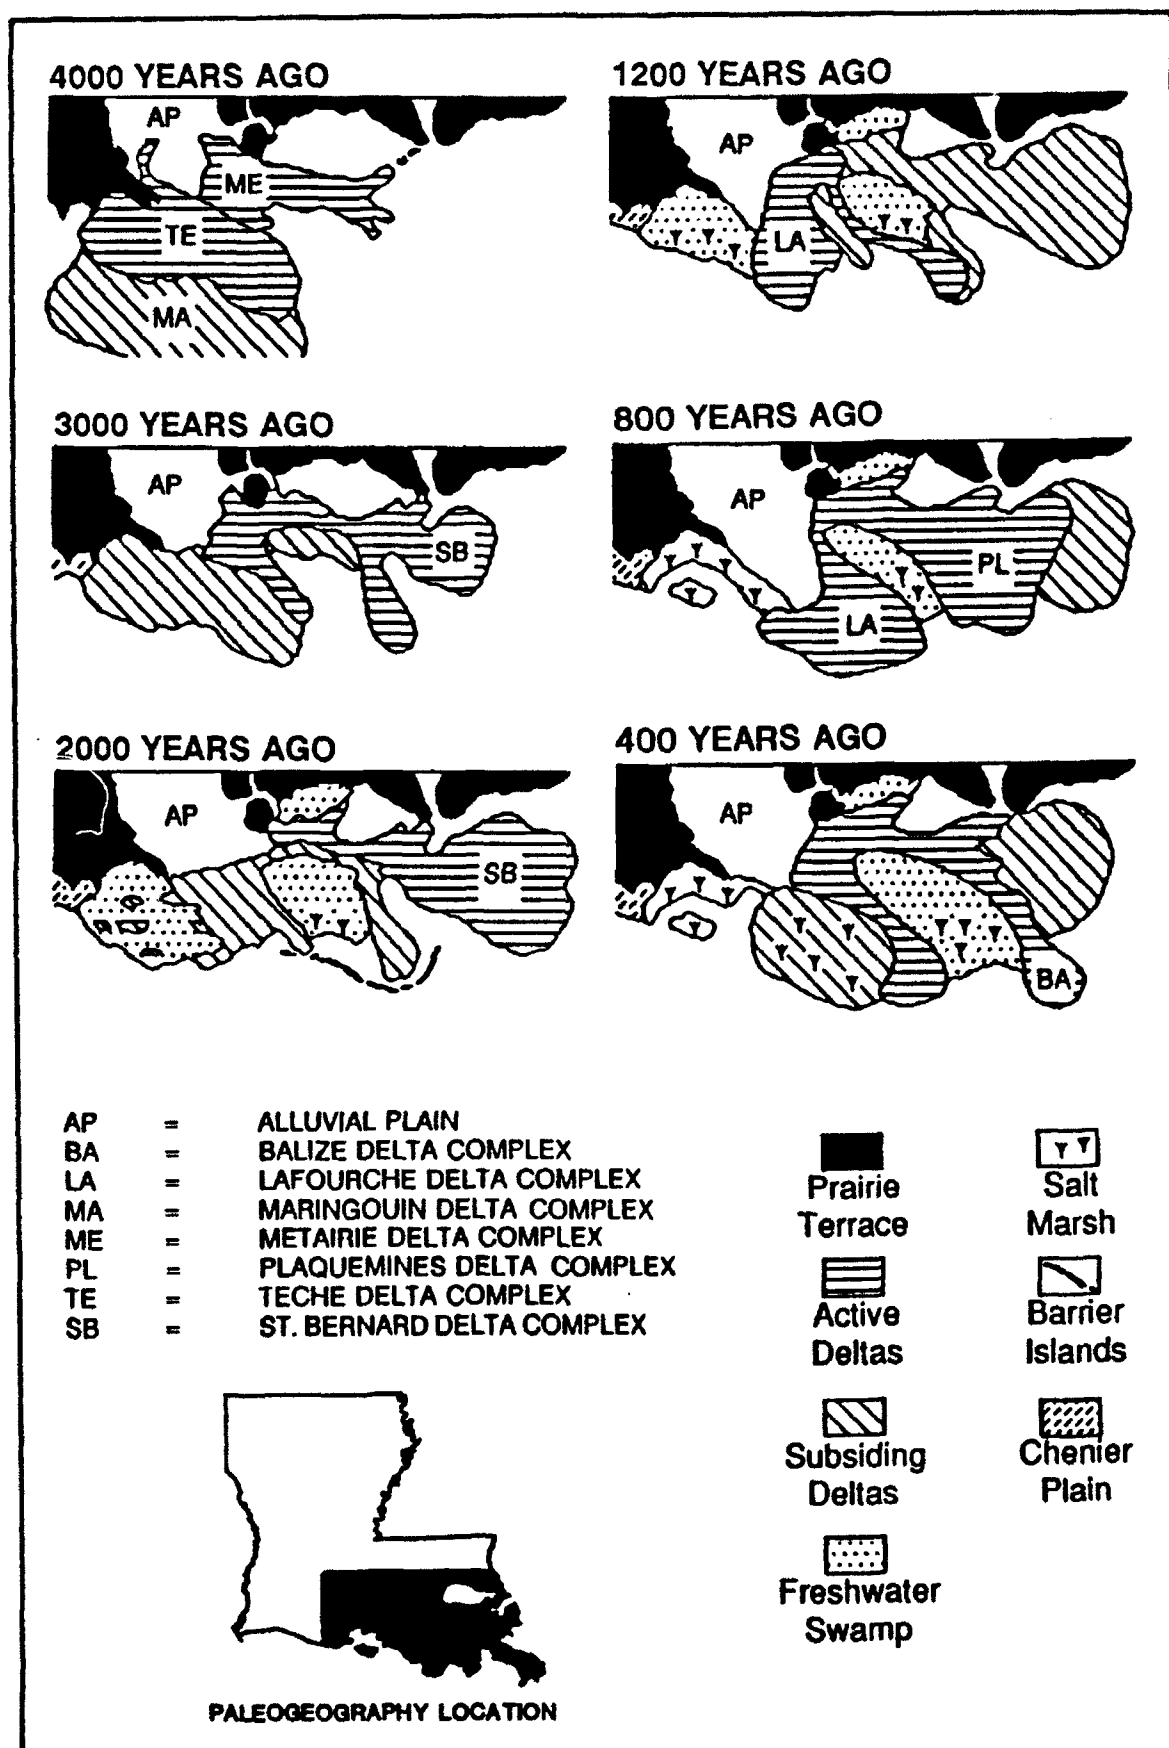 4000 YEARS AGO
AP
ME
TE
MA
3000 YEARS AGO
AP
SB
2000 YEARS AGO
AP
SB
1200 YEARS AGO
AP
LA
800 YEARS AGO
AP
PL
LA
400 YEARS AGO
AP
BA
AP = ALLUVIAL PLAIN
BA = BALIZE DELTA COMPLEX
LA = LAFOURCHE DELTA COMPLEX
MA = MARINGOUIN DELTA COMPLEX
ME = METAIRIE DELTA COMPLEX
PL = PLAQUEMINES DELTA COMPLEX
TE = TECHE DELTA COMPLEX
SB = ST. BERNARD DELTA COMPLEX
Prairie
Terrace
Salt
Marsh
Active
Deltas
Barrier
Islands
Subsiding
Deltas
Chenier
Plain
Freshwater
Swamp
PALEOGEOGRAPHY LOCATION